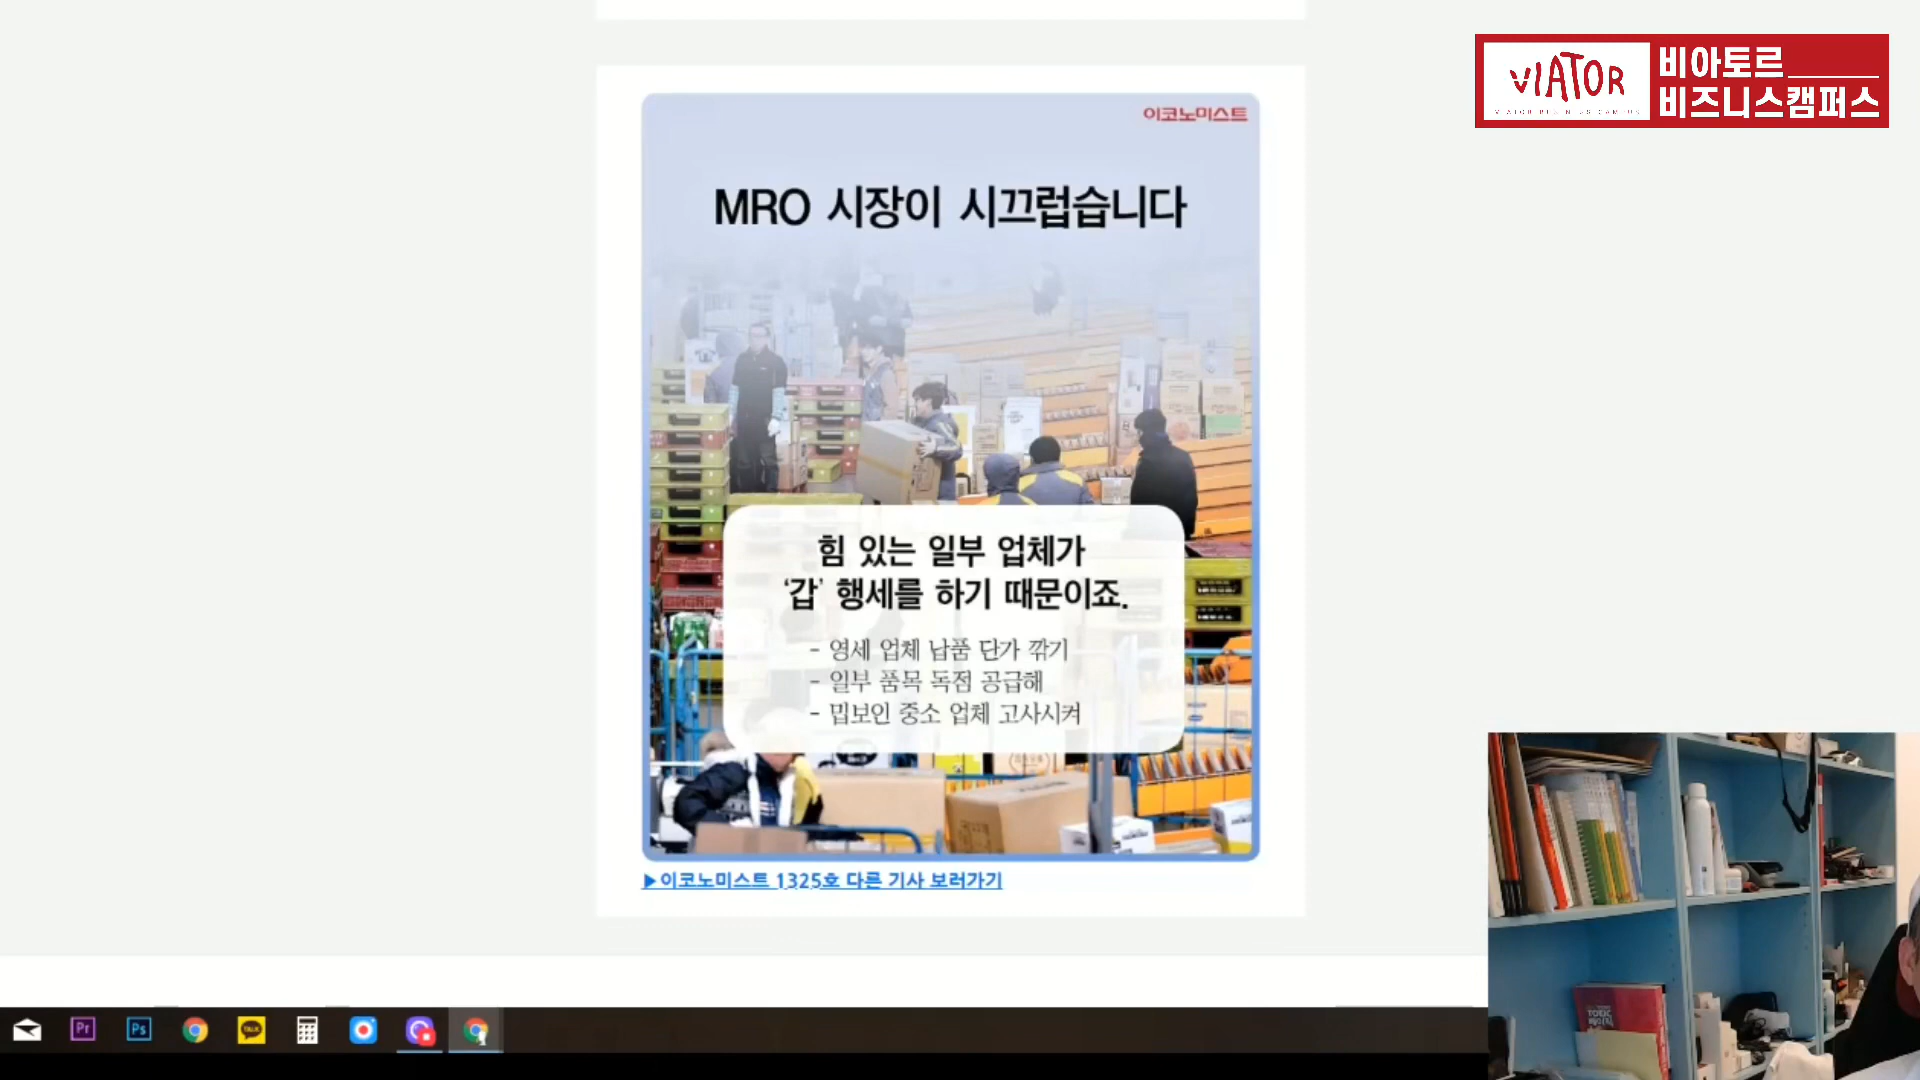 VIATOR
비아토르
비즈니스캠퍼스
이코노미스트
MRO 시장이 시끄럽습니다
힘 있는 일부 업체가
‘갑’ 행세를 하기 때문이죠.
- 영세 업체 납품 단가 깎기
- 일부 품목 독점 공급해
- 밉보인 중소 업체 고사시켜
▶이코노미스트 1325호 다른 기사 보러가기
Pr
Ps
TALK
TOEIC